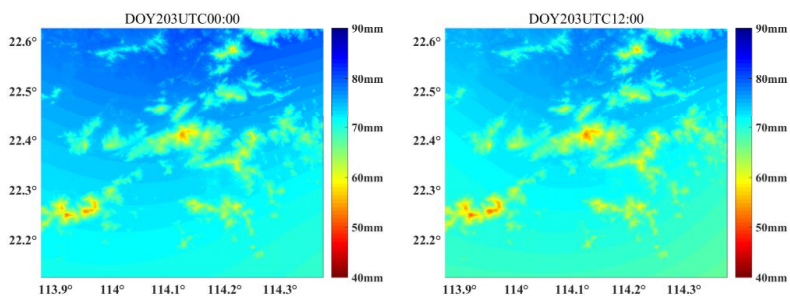 DOY203UTC00:00
22.6°
22.5°
22.4°
22.3°
22.2°
113.9° 114° 114.1° 114.2° 114.3°
90mm
80mm
70mm
60mm
50mm
40mm
DOY203UTC12:00
22.6°
22.5°
22.4°
22.3°
22.2°
113.9° 114° 114.1° 114.2° 114.3°
90mm
80mm
70mm
60mm
50mm
40mm